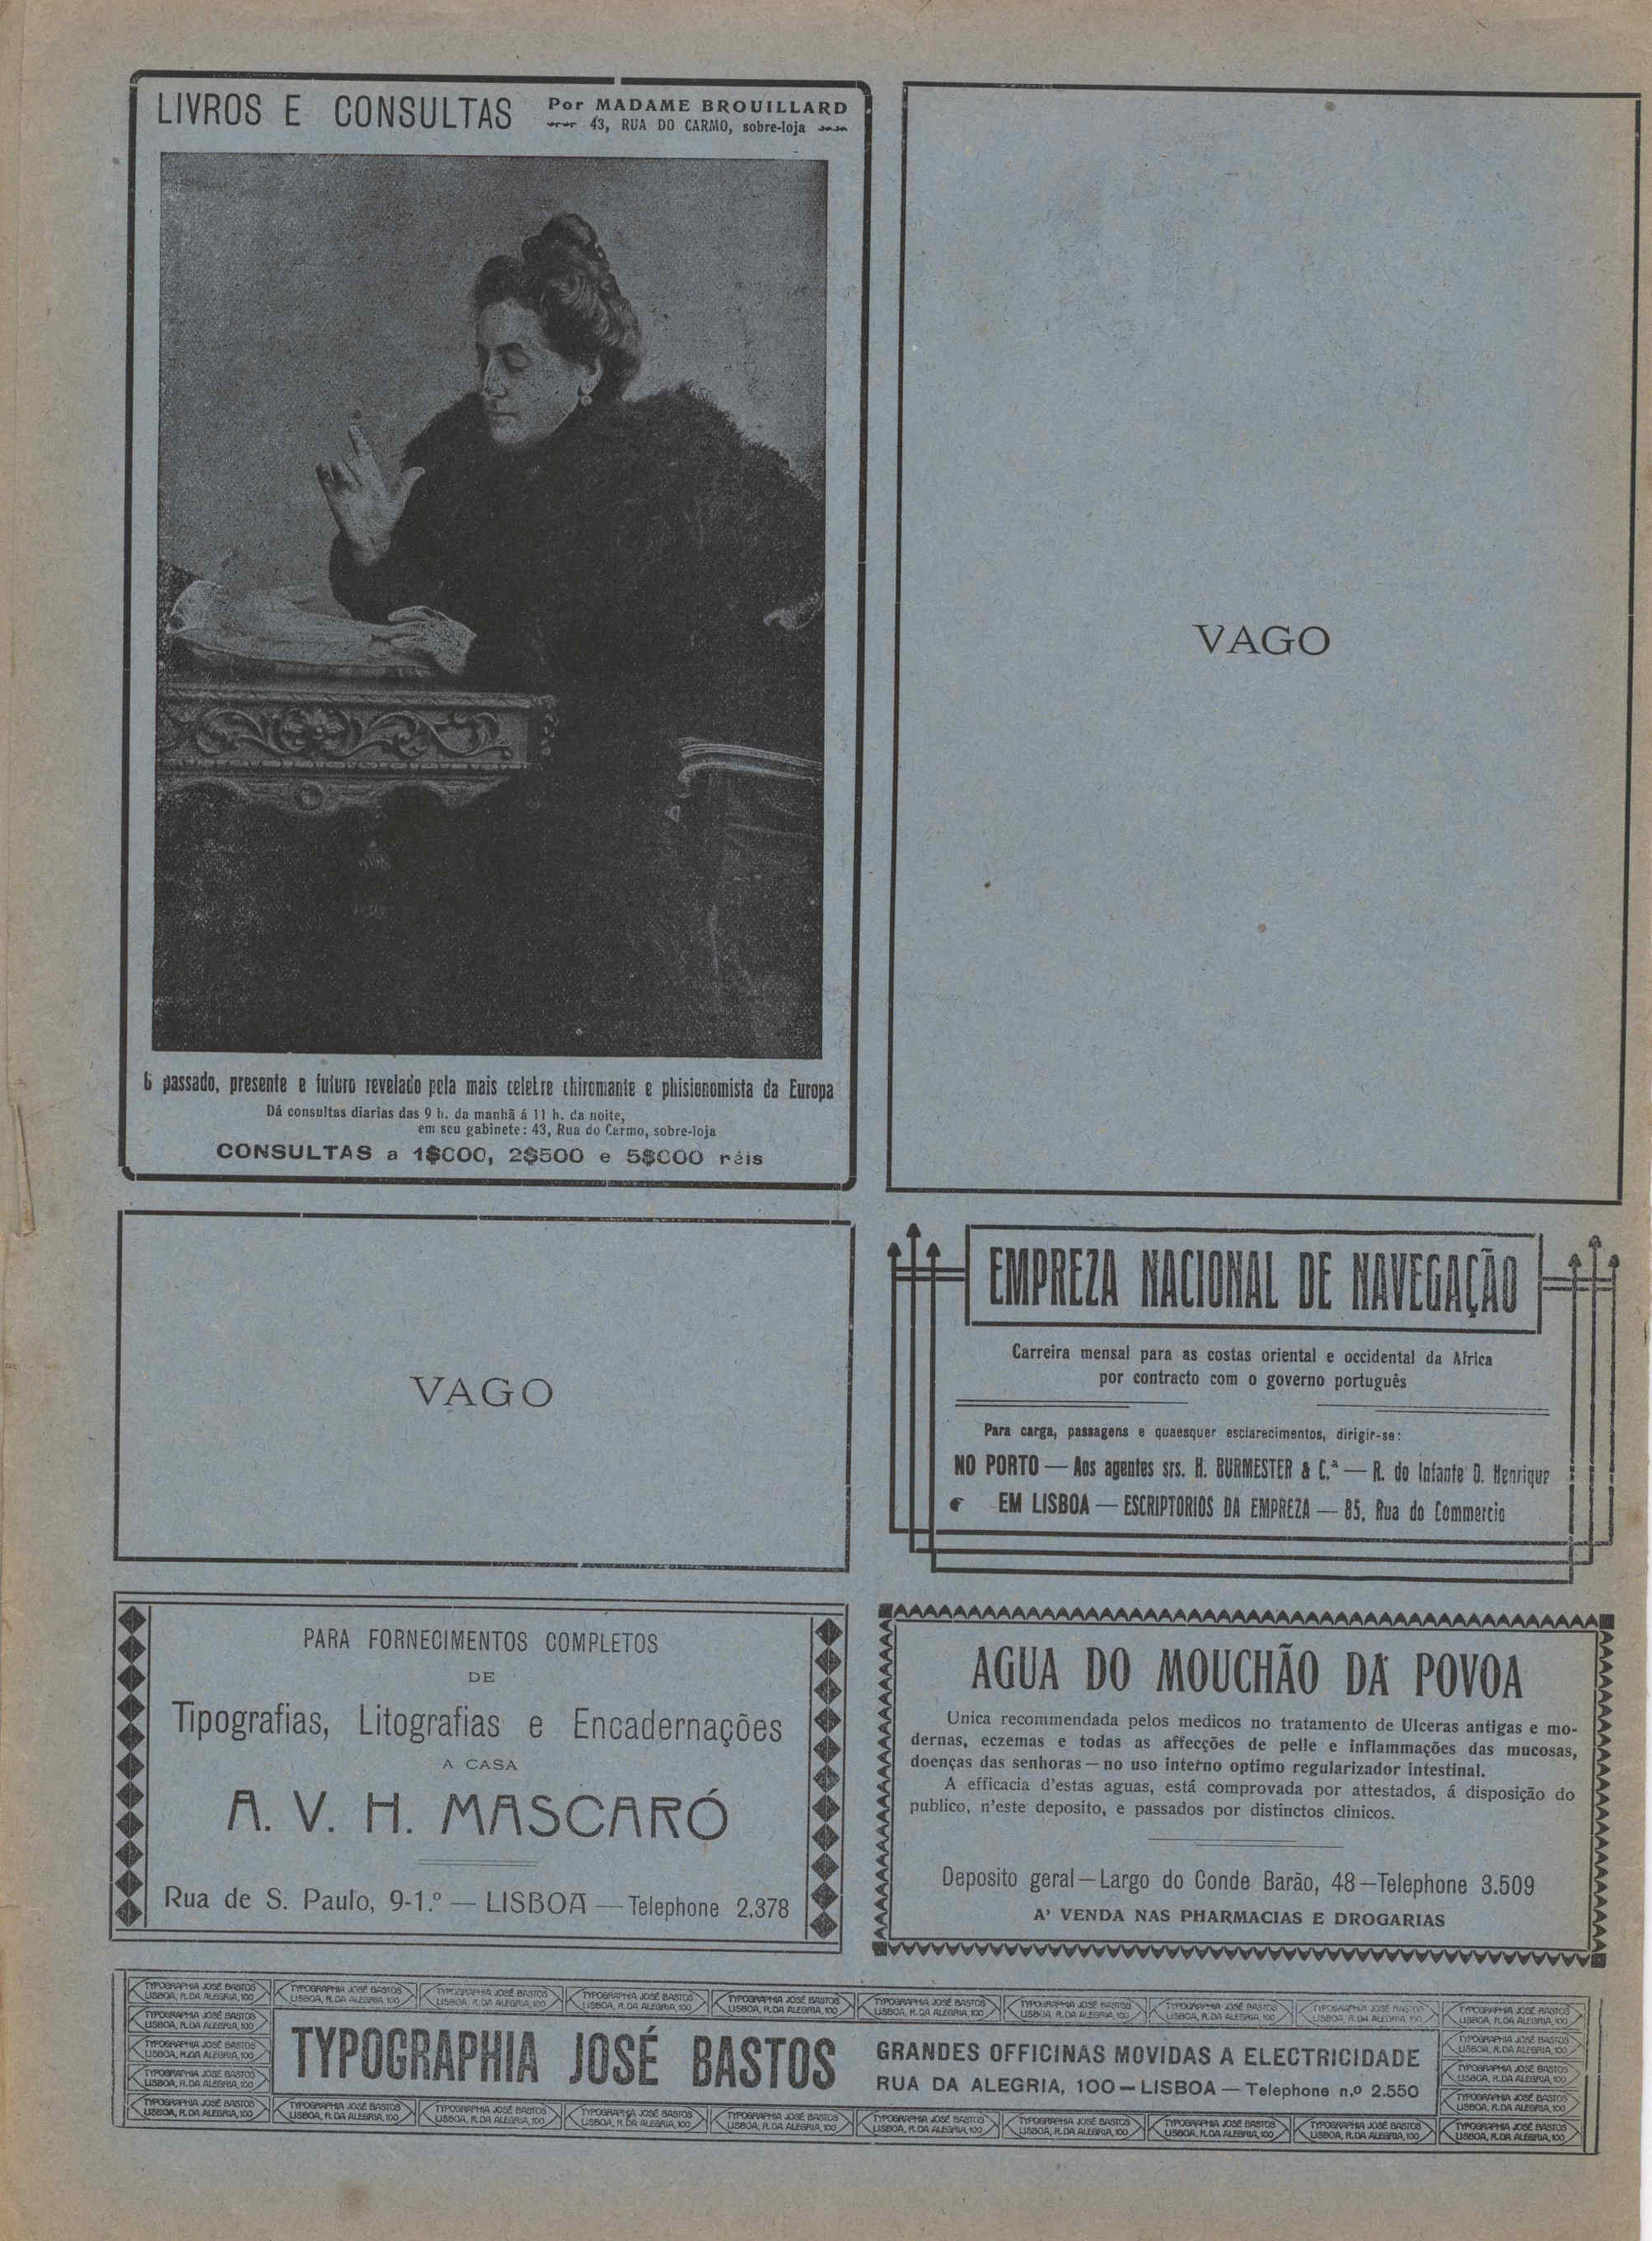 LIVROS E CONSULTAS
Por MADAME BROUILLARD
43, RUA DO CARMO, sobre-loja
O passado, presente e futuro revelado pela mais celebre chiromante e phisionomista da Europa
Dá consultas diarias das 9 h. da manhã á 11 h. da noite,
em seu gabinete: 43, Rua do Carmo, sobre-loja
CONSULTAS a 1$000, 2$500 e 5$000 réis
VAGO
VAGO
EMPREZA NACIONAL DE NAVEGAÇÃO
Carreira mensal para as costas oriental e occidental da Africa
por contracto com o governo português
Para carga, passagens e quaesquer esclarecimentos, dirigir-se:
NO PORTO — Aos agentes srs. H. BURMESTER & C.ª — R. do Infante D. Henrique
EM LISBOA — ESCRIPTORIOS DA EMPREZA — 85, Rua do Commercio
PARA FORNECIMENTOS COMPLETOS
DE
Tipografias, Litografias e Encadernações
A CASA
A. V. H. MASCARÓ
Rua de S. Paulo, 9-1.º — LISBOA — Telephone 2.378
AGUA DO MOUCHÃO DA POVOA
Unica recommendada pelos medicos no tratamento de Ulceras antigas e mo-
dernas, eczemas e todas as affecções de pelle e inflammações das mucosas,
doenças das senhoras — no uso interno optimo regularizador intestinal.
A efficacia d'estas aguas, está comprovada por attestados, á disposição do
publico, n'este deposito, e passados por distinctos clinicos.
Deposito geral — Largo do Conde Barão, 48 — Telephone 3.509
A' VENDA NAS PHARMACIAS E DROGARIAS
TYPOGRAPHIA JOSÉ BASTOS
LISBOA, R. DA ALEGRIA, 100
TYPOGRAPHIA JOSÉ BASTOS
GRANDES OFFICINAS MOVIDAS A ELECTRICIDADE
RUA DA ALEGRIA, 100 — LISBOA — Telephone n.º 2.550